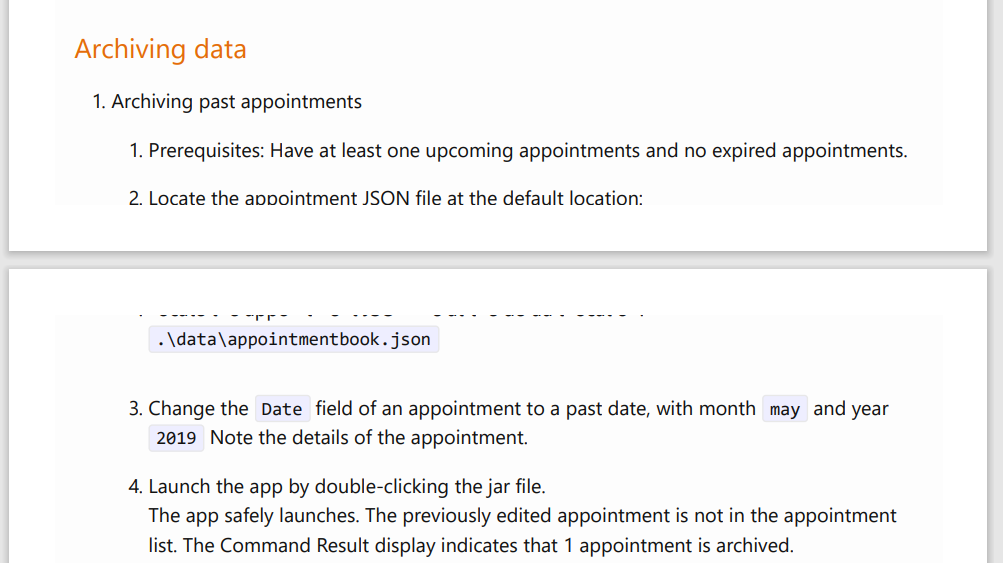 Archiving data
1. Archiving past appointments
1. Prerequisites: Have at least one upcoming appointments and no expired appointments.
2. Locate the appointment JSON file at the default location:
.\data\appointmentbook.json
3. Change the Date field of an appointment to a past date, with month may and year
2019 Note the details of the appointment.
4. Launch the app by double-clicking the jar file.
The app safely launches. The previously edited appointment is not in the appointment
list. The Command Result display indicates that 1 appointment is archived.